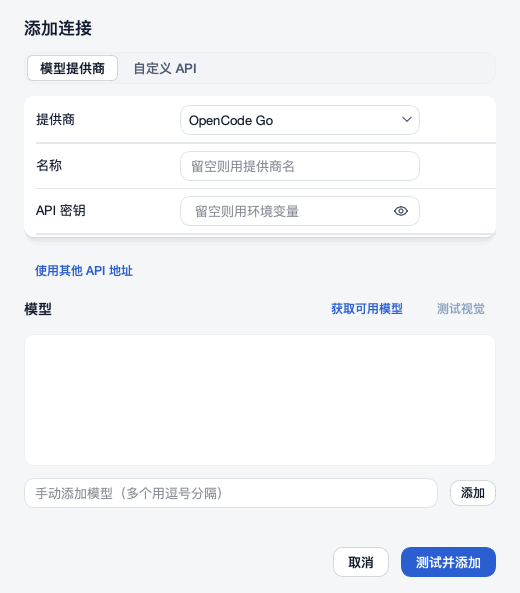 添加连接
模型提供商 自定义 API
提供商 OpenCode Go
名称 留空则用提供商名
API 密钥 留空则用环境变量
使用其他 API 地址
模型 获取可用模型 测试视觉
手动添加模型（多个用逗号分隔） 添加
取消 测试并添加